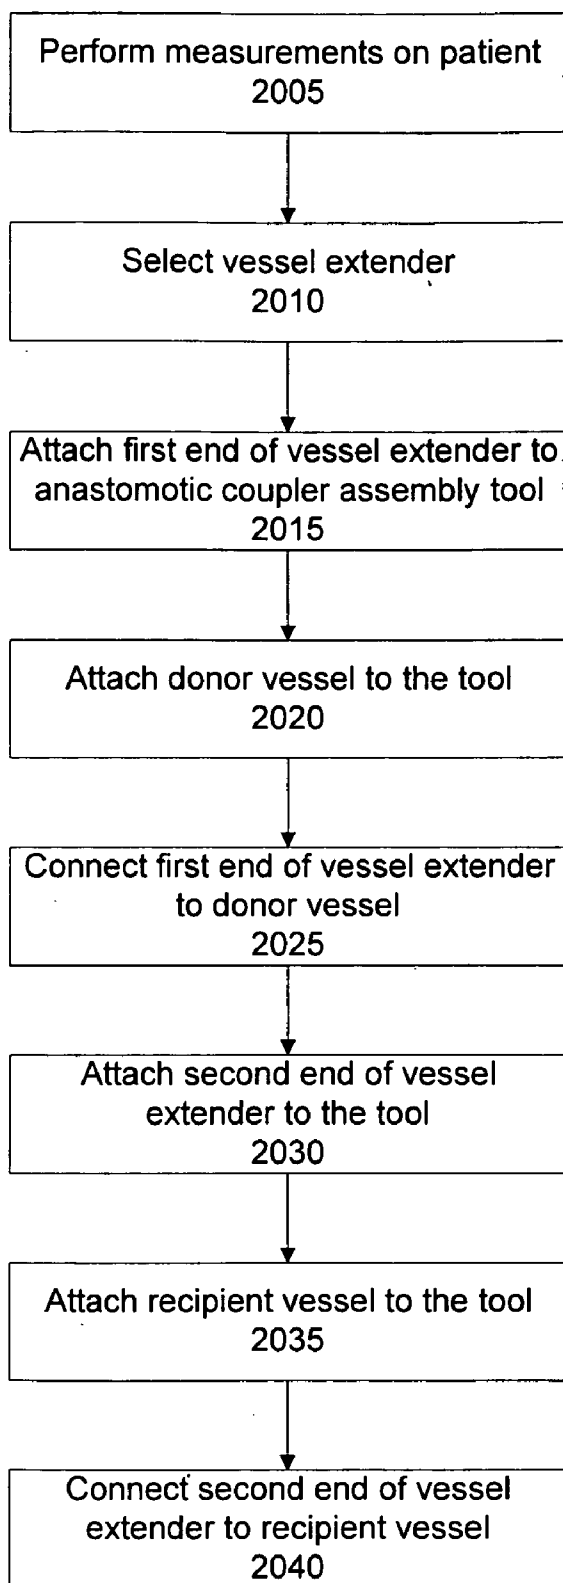 Perform measurements on patient
2005
Select vessel extender
2010
Attach first end of vessel extender to
anastomotic coupler assembly tool
2015
Attach donor vessel to the tool
2020
Connect first end of vessel extender
to donor vessel
2025
Attach second end of vessel
extender to the tool
2030
Attach recipient vessel to the tool
2035
Connect second end of vessel
extender to recipient vessel
2040